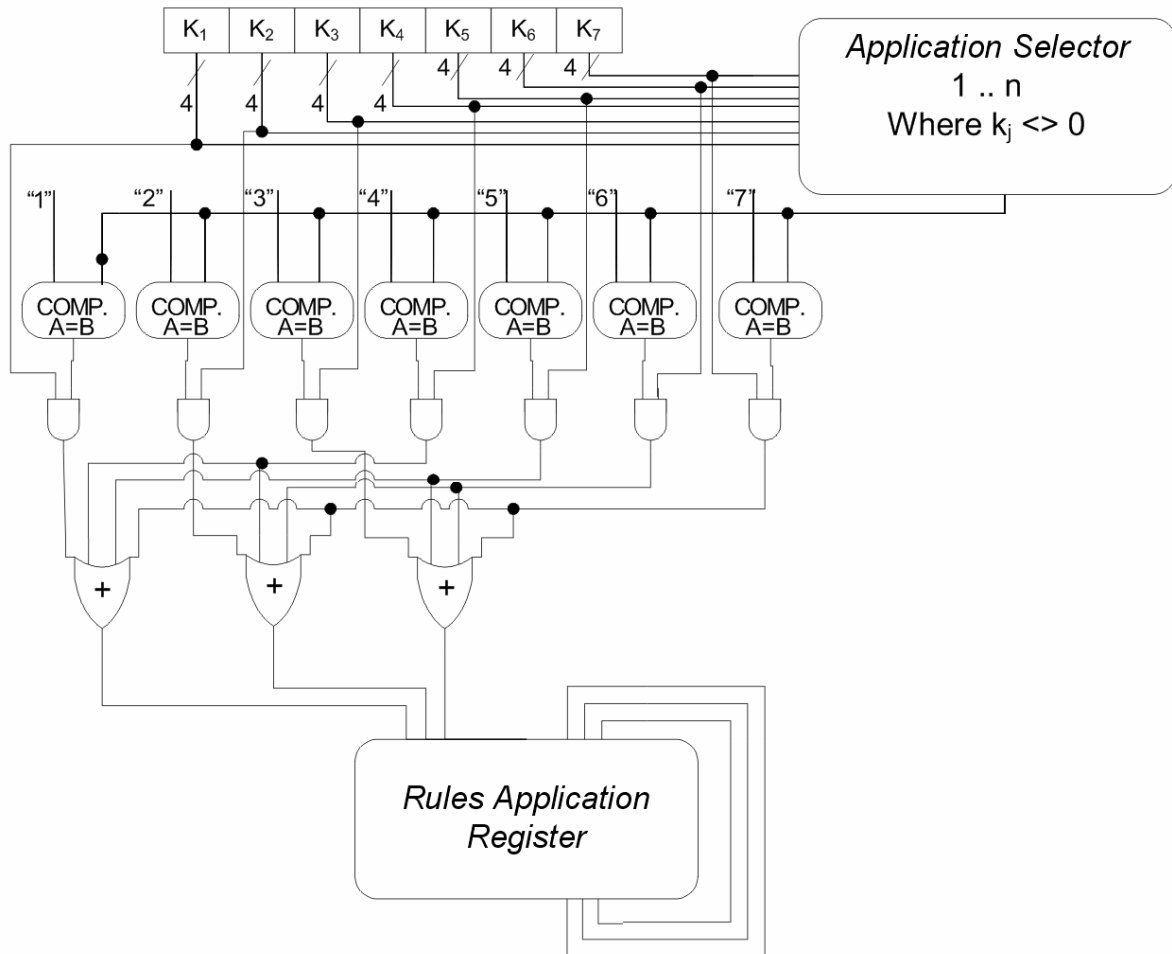 K₁ K₂ K₃ K₄ K₅ K₆ K₇
4 4 4
4 4 4 4
Application Selector
1 .. n
Where kⱼ <> 0
“1” “2” “3” “4” “5” “6” “7”
COMP. COMP. COMP. COMP. COMP. COMP. COMP.
A=B A=B A=B A=B A=B A=B A=B
+ + +
Rules Application
Register